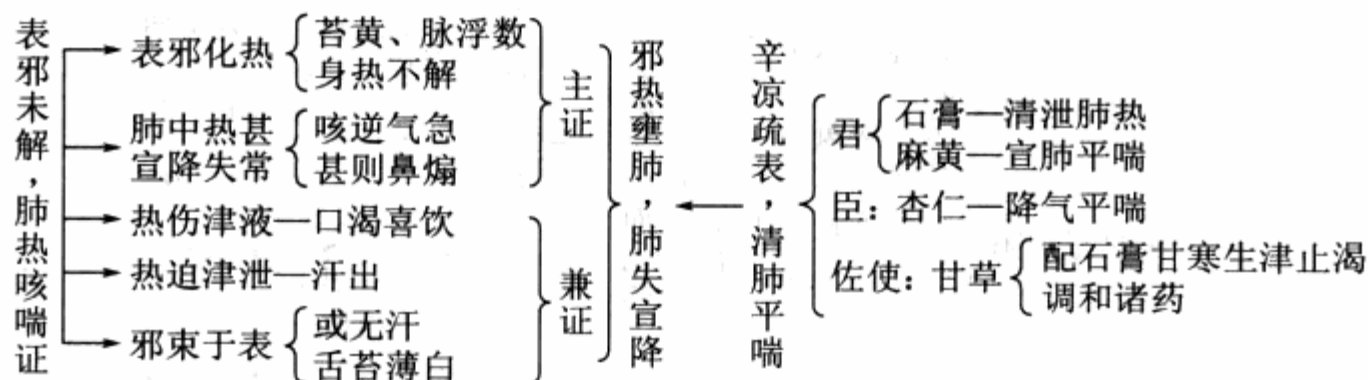 表邪未解，肺热咳喘证
表邪化热
苔黄、脉浮数
身热不解
肺中热甚
宣降失常
咳逆气急
甚则鼻煽
主证
热伤津液—口渴喜饮
热迫津泄—汗出
邪束于表
或无汗
舌苔薄白
兼证
邪热壅肺，肺失宣降
辛凉疏表，清肺平喘
君
石膏—清泄肺热
麻黄—宣肺平喘
臣：杏仁—降气平喘
佐使：甘草
配石膏甘寒生津止渴
调和诸药